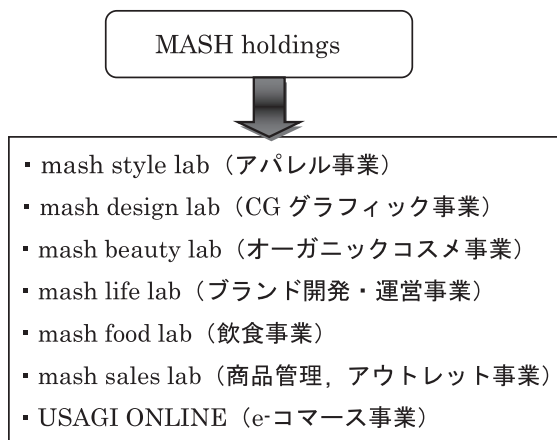 MASH holdings
・mash style lab（アパレル事業）
・mash design lab（CG グラフィック事業）
・mash beauty lab（オーガニックコスメ事業）
・mash life lab（ブランド開発・運営事業）
・mash food lab（飲食事業）
・mash sales lab（商品管理，アウトレット事業）
・USAGI ONLINE（e-コマース事業）